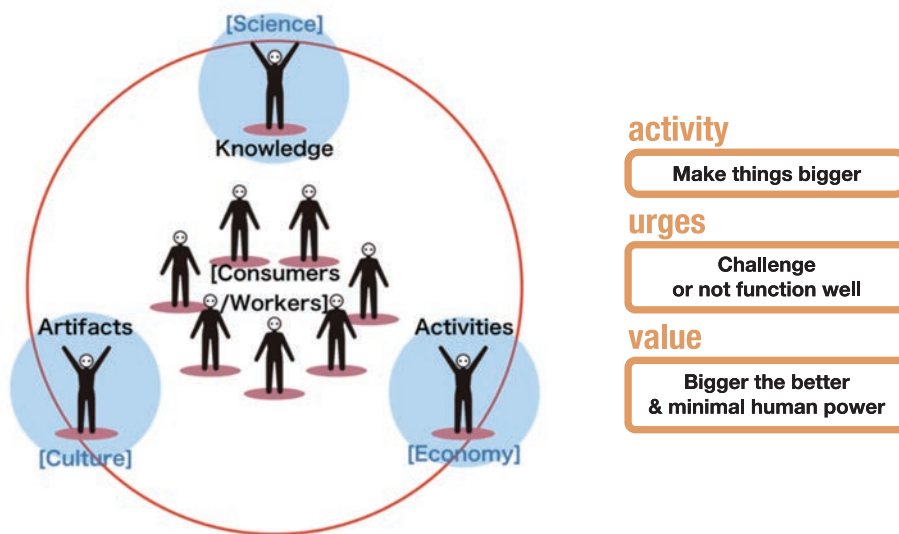 [Science]
Knowledge
[Consumers
/Workers]
Artifacts
Activities
[Culture]
[Economy]
activity
Make things bigger
urges
Challenge
or not function well
value
Bigger the better
& minimal human power